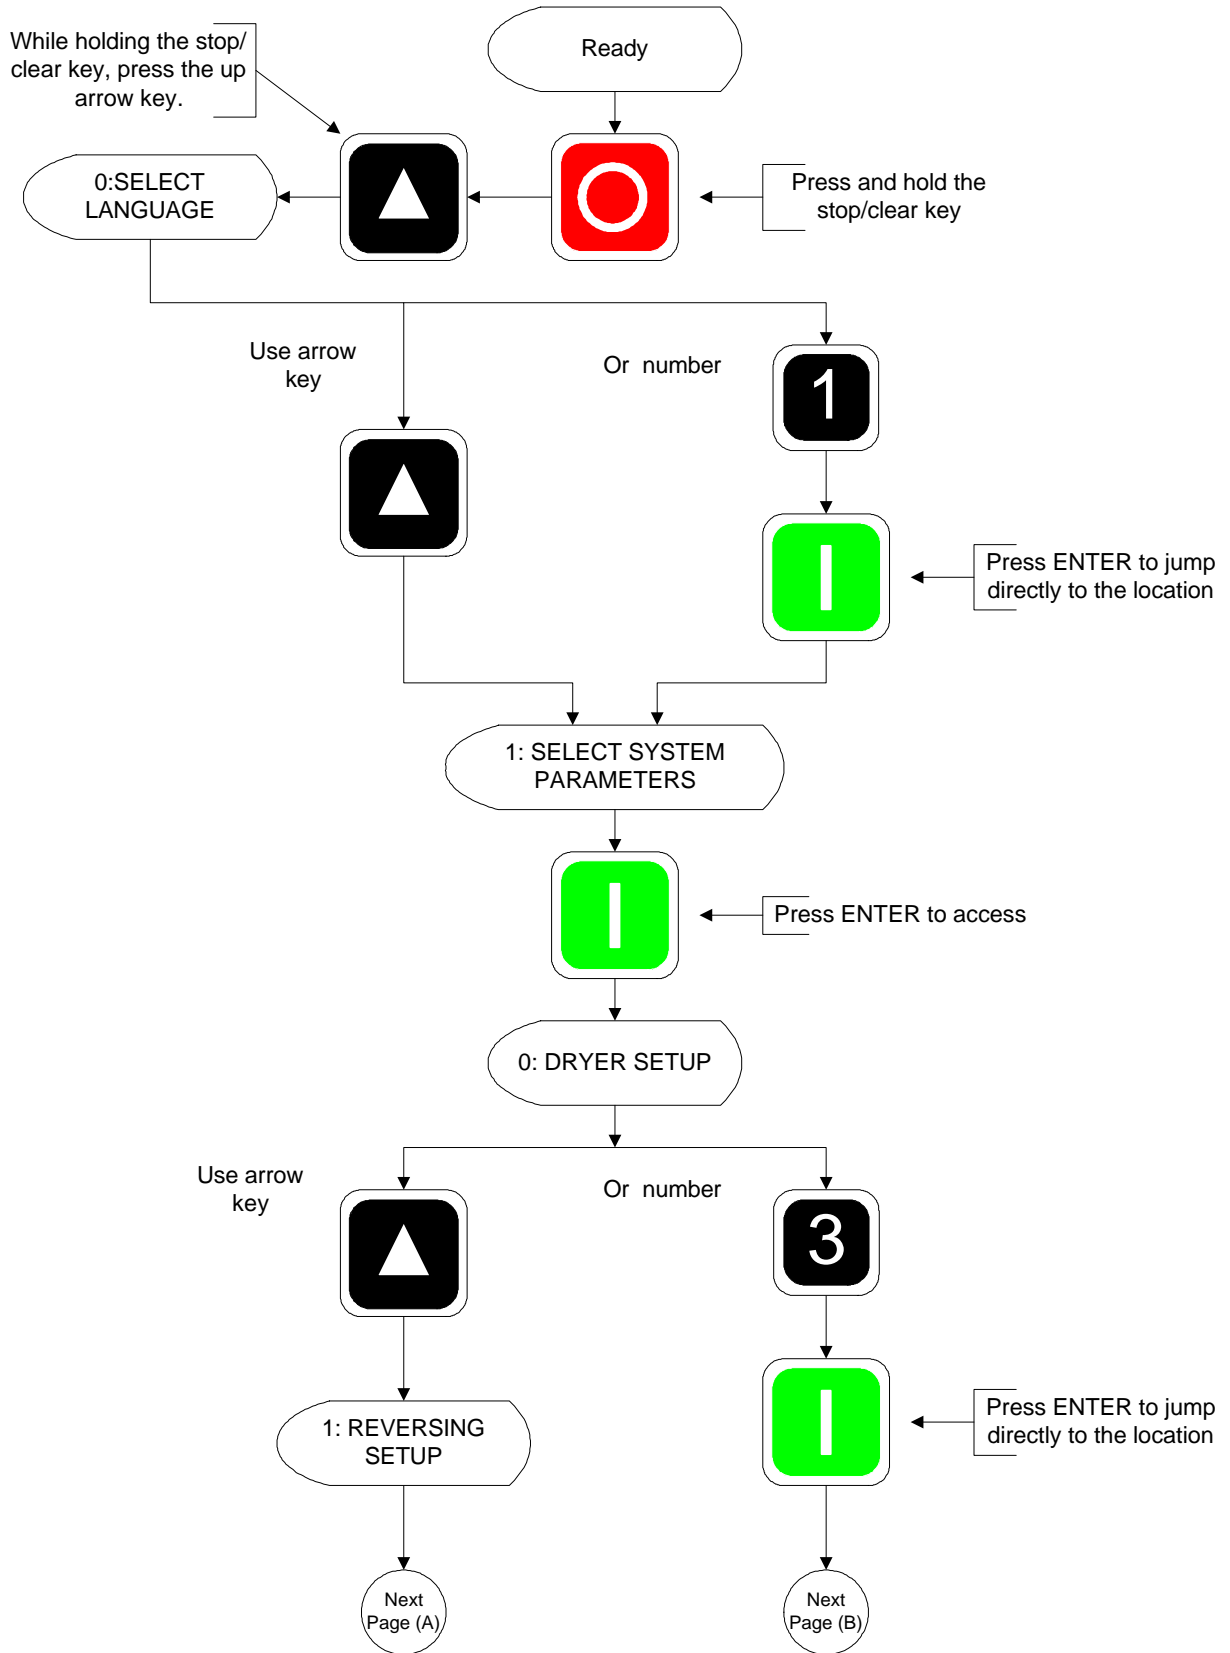 While holding the stop/
clear key, press the up
arrow key.
Ready
0:SELECT
LANGUAGE
Press and hold the
stop/clear key
Use arrow
key
Or number
1
Press ENTER to jump
directly to the location
1: SELECT SYSTEM
PARAMETERS
Press ENTER to access
0: DRYER SETUP
Use arrow
key
Or number
3
1: REVERSING
SETUP
Press ENTER to jump
directly to the location
Next
Page (A)
Next
Page (B)